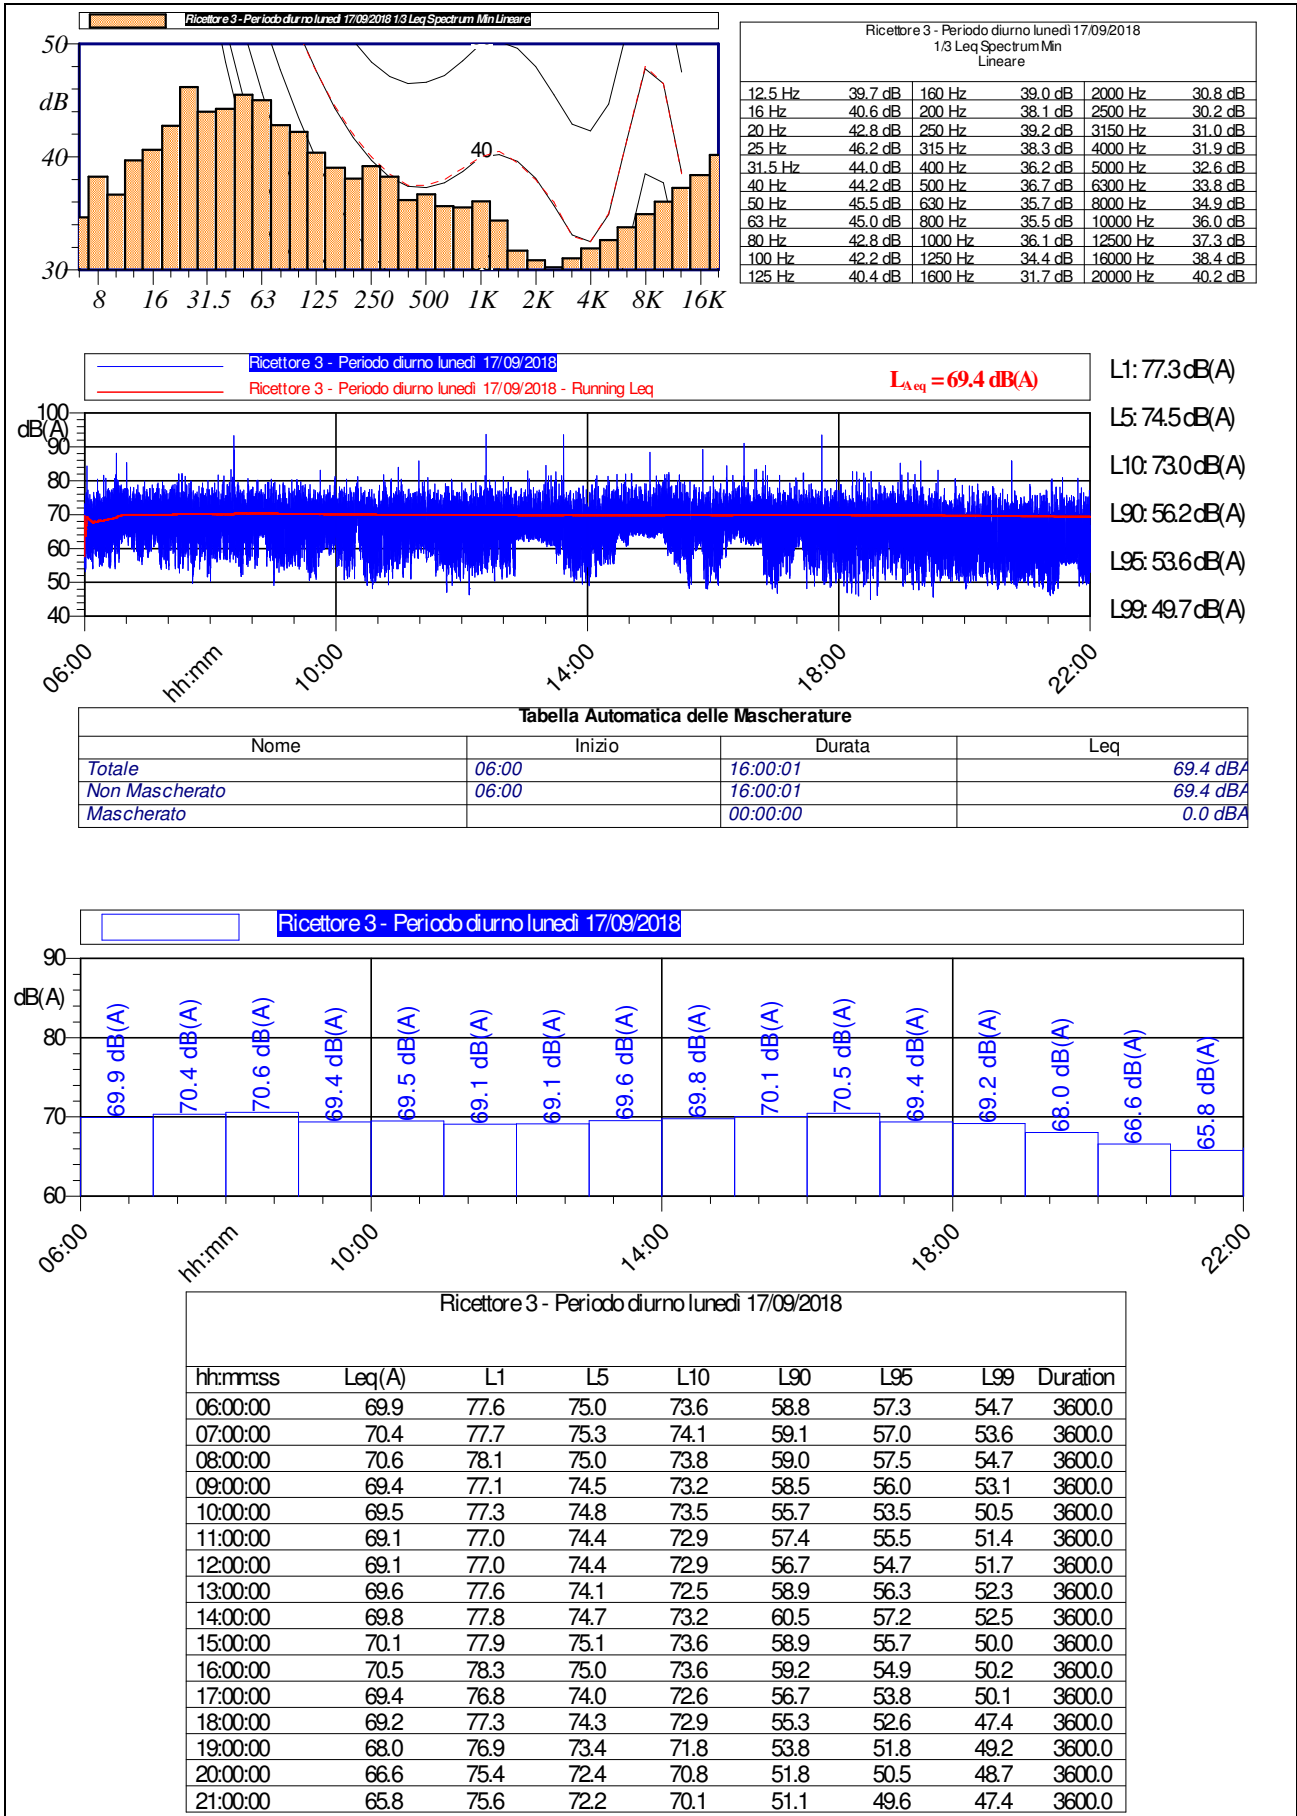 Ricettore 3 - Periodo diurno lunedì 17/09/2018 1/3 Leq Spectrum Min Lineare
50
dB
40
30
40
8 16 31.5 63 125 250 500 1K 2K 4K 8K 16K
Ricettore 3 - Periodo diurno lunedì 17/09/2018
1/3 Leq Spectrum Min
Lineare
12.5 Hz 39.7 dB 160 Hz 39.0 dB 2000 Hz 30.8 dB
16 Hz 40.6 dB 200 Hz 38.1 dB 2500 Hz 30.2 dB
20 Hz 42.8 dB 250 Hz 39.2 dB 3150 Hz 31.0 dB
25 Hz 46.2 dB 315 Hz 38.3 dB 4000 Hz 31.9 dB
31.5 Hz 44.0 dB 400 Hz 36.2 dB 5000 Hz 32.6 dB
40 Hz 44.2 dB 500 Hz 36.7 dB 6300 Hz 33.8 dB
50 Hz 45.5 dB 630 Hz 35.7 dB 8000 Hz 34.9 dB
63 Hz 45.0 dB 800 Hz 35.5 dB 10000 Hz 36.0 dB
80 Hz 42.8 dB 1000 Hz 36.1 dB 12500 Hz 37.3 dB
100 Hz 42.2 dB 1250 Hz 34.4 dB 16000 Hz 38.4 dB
125 Hz 40.4 dB 1600 Hz 31.7 dB 20000 Hz 40.2 dB
Ricettore 3 - Periodo diurno lunedì 17/09/2018
Ricettore 3 - Periodo diurno lunedì 17/09/2018 - Running Leq
LAeq = 69.4 dB(A)
L1: 77.3 dB(A)
L5: 74.5 dB(A)
L10: 73.0 dB(A)
L90: 56.2 dB(A)
L95: 53.6 dB(A)
L99: 49.7 dB(A)
100
dB(A)
90
80
70
60
50
40
06:00 hh:mm 10:00 14:00 18:00 22:00
Tabella Automatica delle Mascherature
Nome Inizio Durata Leq
Totale 06:00 16:00:01 69.4 dBA
Non Mascherato 06:00 16:00:01 69.4 dBA
Mascherato 00:00:00 0.0 dBA
Ricettore 3 - Periodo diurno lunedì 17/09/2018
90
dB(A)
80
70
60
69.9 dB(A) 70.4 dB(A) 70.6 dB(A) 69.4 dB(A) 69.5 dB(A) 69.1 dB(A) 69.1 dB(A) 69.6 dB(A) 69.8 dB(A) 70.1 dB(A) 70.5 dB(A) 69.4 dB(A) 69.2 dB(A) 68.0 dB(A) 66.6 dB(A) 65.8 dB(A)
06:00 hh:mm 10:00 14:00 18:00 22:00
Ricettore 3 - Periodo diurno lunedì 17/09/2018
hh:mm:ss Leq(A) L1 L5 L10 L90 L95 L99 Duration
06:00:00 69.9 77.6 75.0 73.6 58.8 57.3 54.7 3600.0
07:00:00 70.4 77.7 75.3 74.1 59.1 57.0 53.6 3600.0
08:00:00 70.6 78.1 75.0 73.8 59.0 57.5 54.7 3600.0
09:00:00 69.4 77.1 74.5 73.2 58.5 56.0 53.1 3600.0
10:00:00 69.5 77.3 74.8 73.5 55.7 53.5 50.5 3600.0
11:00:00 69.1 77.0 74.4 72.9 57.4 55.5 51.4 3600.0
12:00:00 69.1 77.0 74.4 72.9 56.7 54.7 51.7 3600.0
13:00:00 69.6 77.6 74.1 72.5 58.9 56.3 52.3 3600.0
14:00:00 69.8 77.8 74.7 73.2 60.5 57.2 52.5 3600.0
15:00:00 70.1 77.9 75.1 73.6 58.9 55.7 50.0 3600.0
16:00:00 70.5 78.3 75.0 73.6 59.2 54.9 50.2 3600.0
17:00:00 69.4 76.8 74.0 72.6 56.7 53.8 50.1 3600.0
18:00:00 69.2 77.3 74.3 72.9 55.3 52.6 47.4 3600.0
19:00:00 68.0 76.9 73.4 71.8 53.8 51.8 49.2 3600.0
20:00:00 66.6 75.4 72.4 70.8 51.8 50.5 48.7 3600.0
21:00:00 65.8 75.6 72.2 70.1 51.1 49.6 47.4 3600.0